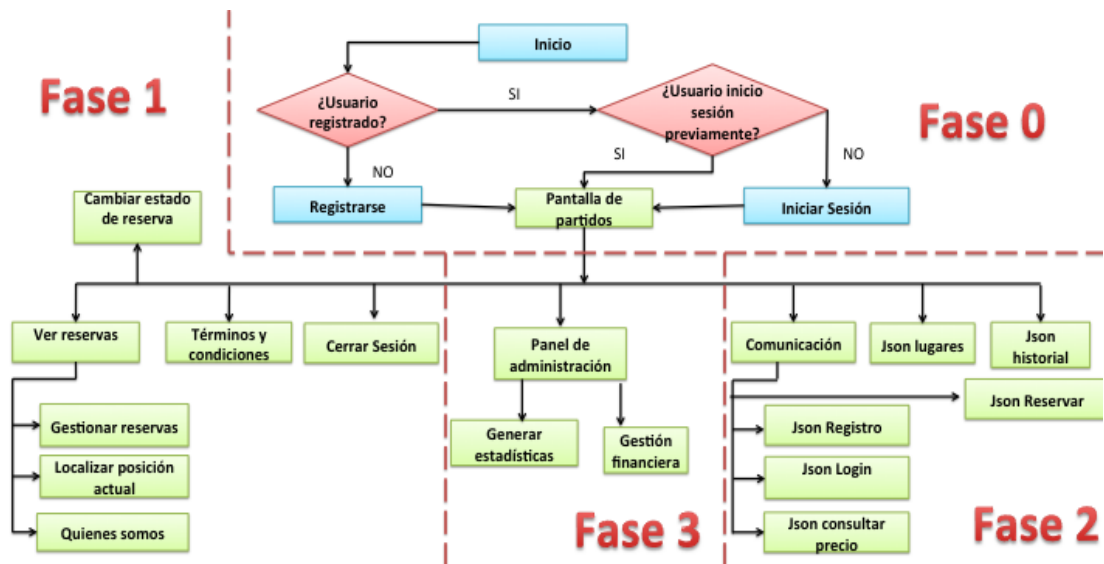 Inicio
Fase 1
¿Usuario
registrado?
SI
¿Usuario inicio
sesión
previamente?
Fase 0
NO
SI
NO
Cambiar estado
de reserva
Registrarse
Pantalla de
partidos
Iniciar Sesión
Ver reservas
Términos y
condiciones
Cerrar Sesión
Panel de
administración
Comunicación
Json lugares
Json
historial
Json Reservar
Gestionar reservas
Generar
estadísticas
Gestión
financiera
Json Registro
Localizar posición
actual
Json Login
Quienes somos
Fase 3
Json consultar
precio
Fase 2